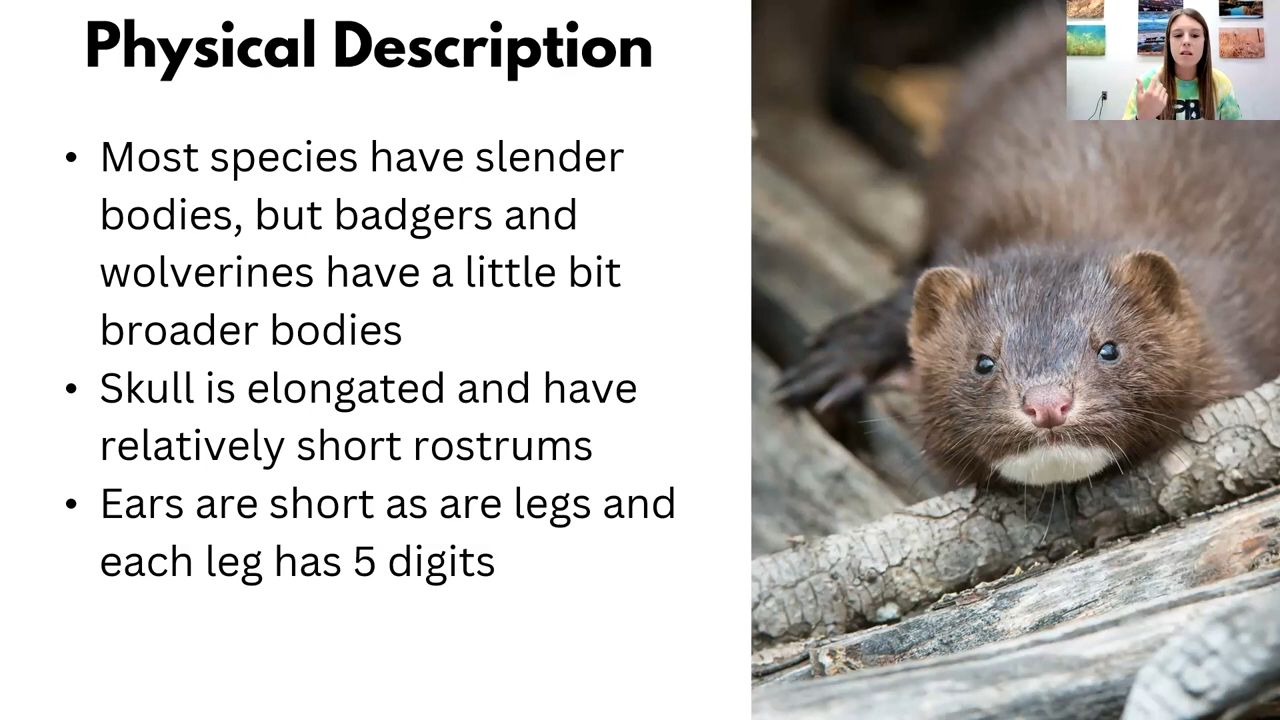 Physical Description
• Most species have slender
bodies, but badgers and
wolverines have a little bit
broader bodies
• Skull is elongated and have
relatively short rostrums
• Ears are short as are legs and
each leg has 5 digits